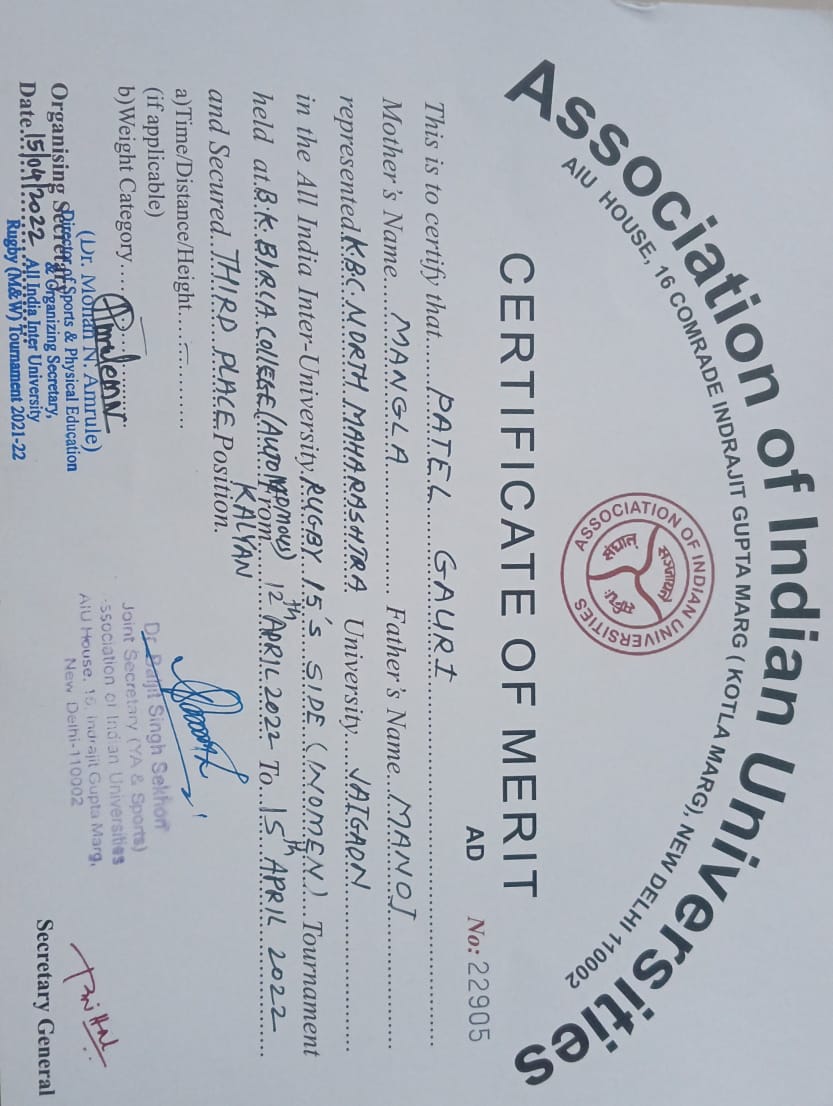 Association of Indian Universities
AIU HOUSE, 16 COMRADE INDRAJIT GUPTA MARG ( KOTLA MARG), NEW DELHI 110002
ASSOCIATION OF INDIAN UNIVERSITIES
CERTIFICATE OF MERIT
AD No: 22905
This is to certify that....PATEL GAURI
Mother's Name....MANGLA Father's Name...MANOJ
represented.K.B.C. NORTH MAHARASHTRA University....JALGAON
in the All India Inter-University RUGBY 15's SIDE (WOMEN) Tournament
held at.B.K. BIRLA COLLEGE (AUTONOMOUS) KALYAN From 12th APRIL 2022 To 15th APRIL 2022
and Secured..THIRD PLACE Position.
a)Time/Distance/Height.... –
(if applicable)
b)Weight Category.... –
(Dr. Mohan N. Amrule)
Director of Sports & Physical Education
Organising Secretary
& Organizing Secretary,
Date...15/04/2022
All India Inter University
Rugby (M&W) Tournament 2021-22
Dr. Baljit Singh Sekhon
Joint Secretary (YA & Sports)
Association of Indian Universities
AIU House, 16, Indrajit Gupta Marg,
New Delhi-110002
Secretary General